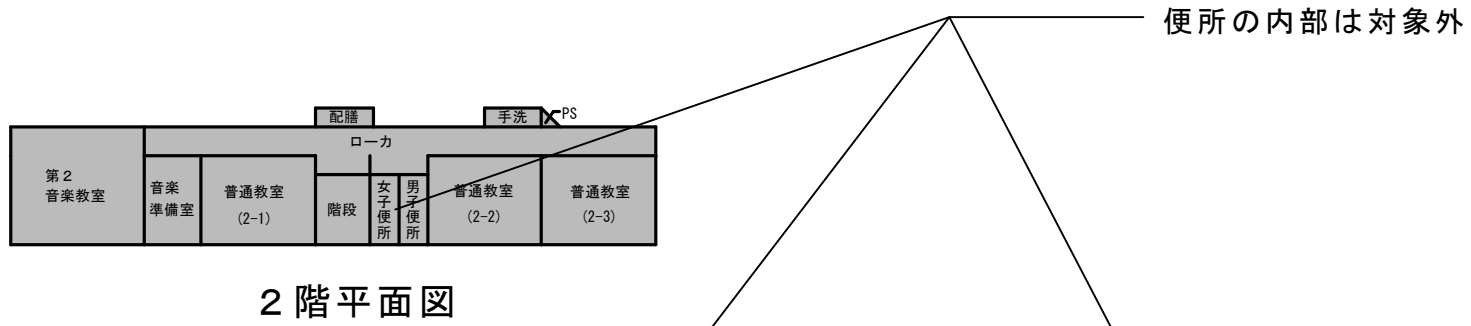 便所の内部は対象外
配膳
手洗
PS
ローカ
第2
音楽教室
音楽
準備室
普通教室
(2-1)
階段
女子便所
男子便所
普通教室
(2-2)
普通教室
(2-3)
2階平面図